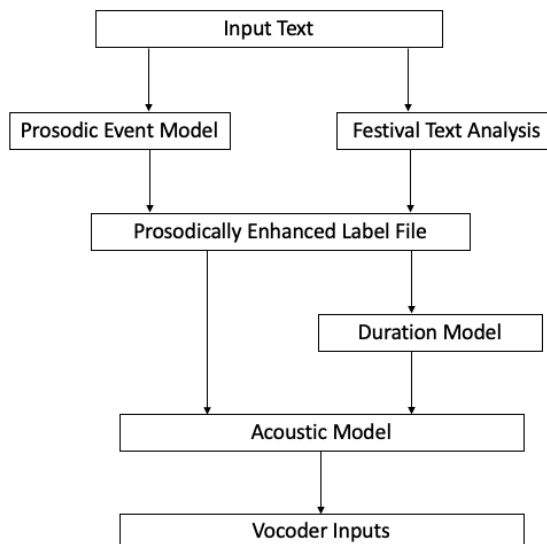 Input Text
Prosodic Event Model
Festival Text Analysis
Prosodically Enhanced Label File
Duration Model
Acoustic Model
Vocoder Inputs